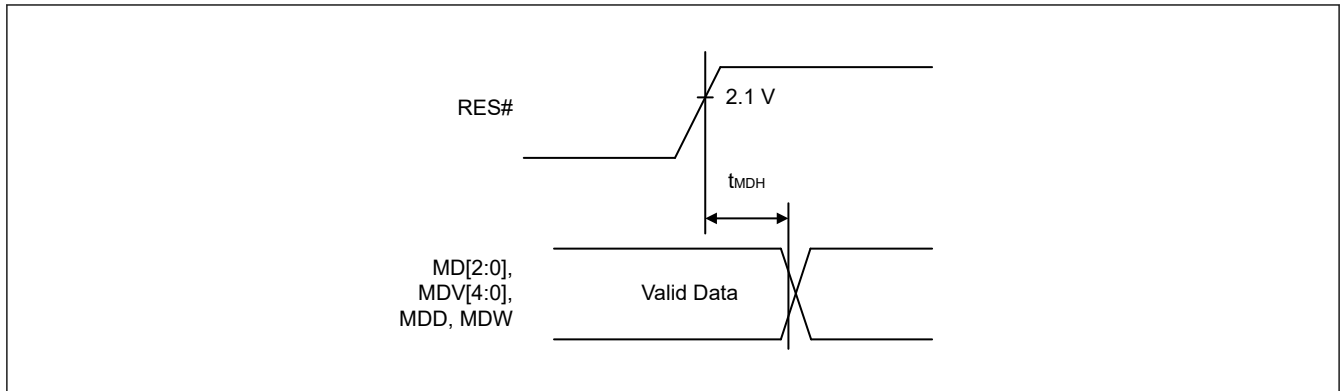 RES#
2.1 V
tMDH
MD[2:0],
MDV[4:0],
MDD, MDW
Valid Data